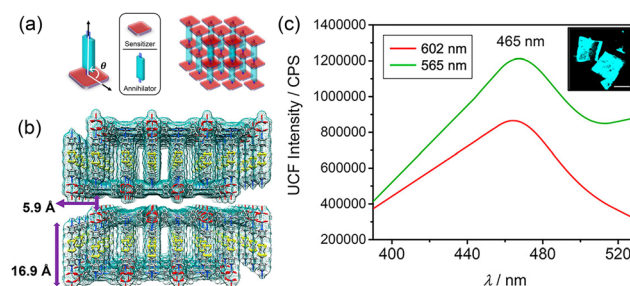 (a)
θ
Sensitizer
Annihilator
(b)
5.9 Å
16.9 Å
(c)
465 nm
602 nm
565 nm
1400000
1200000
1000000
800000
600000
400000
200000
UCF Intensity / CPS
400
440
480
520
λ / nm